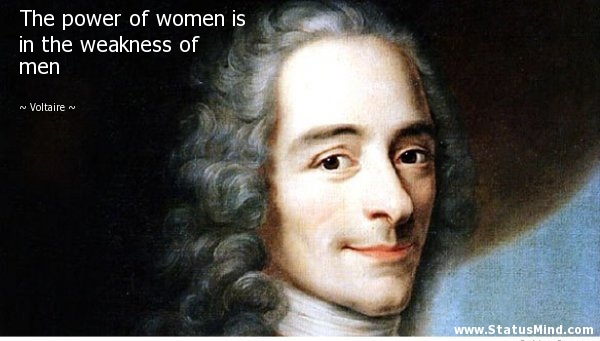 The power of women is
in the weakness of
men
~ Voltaire ~
www.StatusMind.com